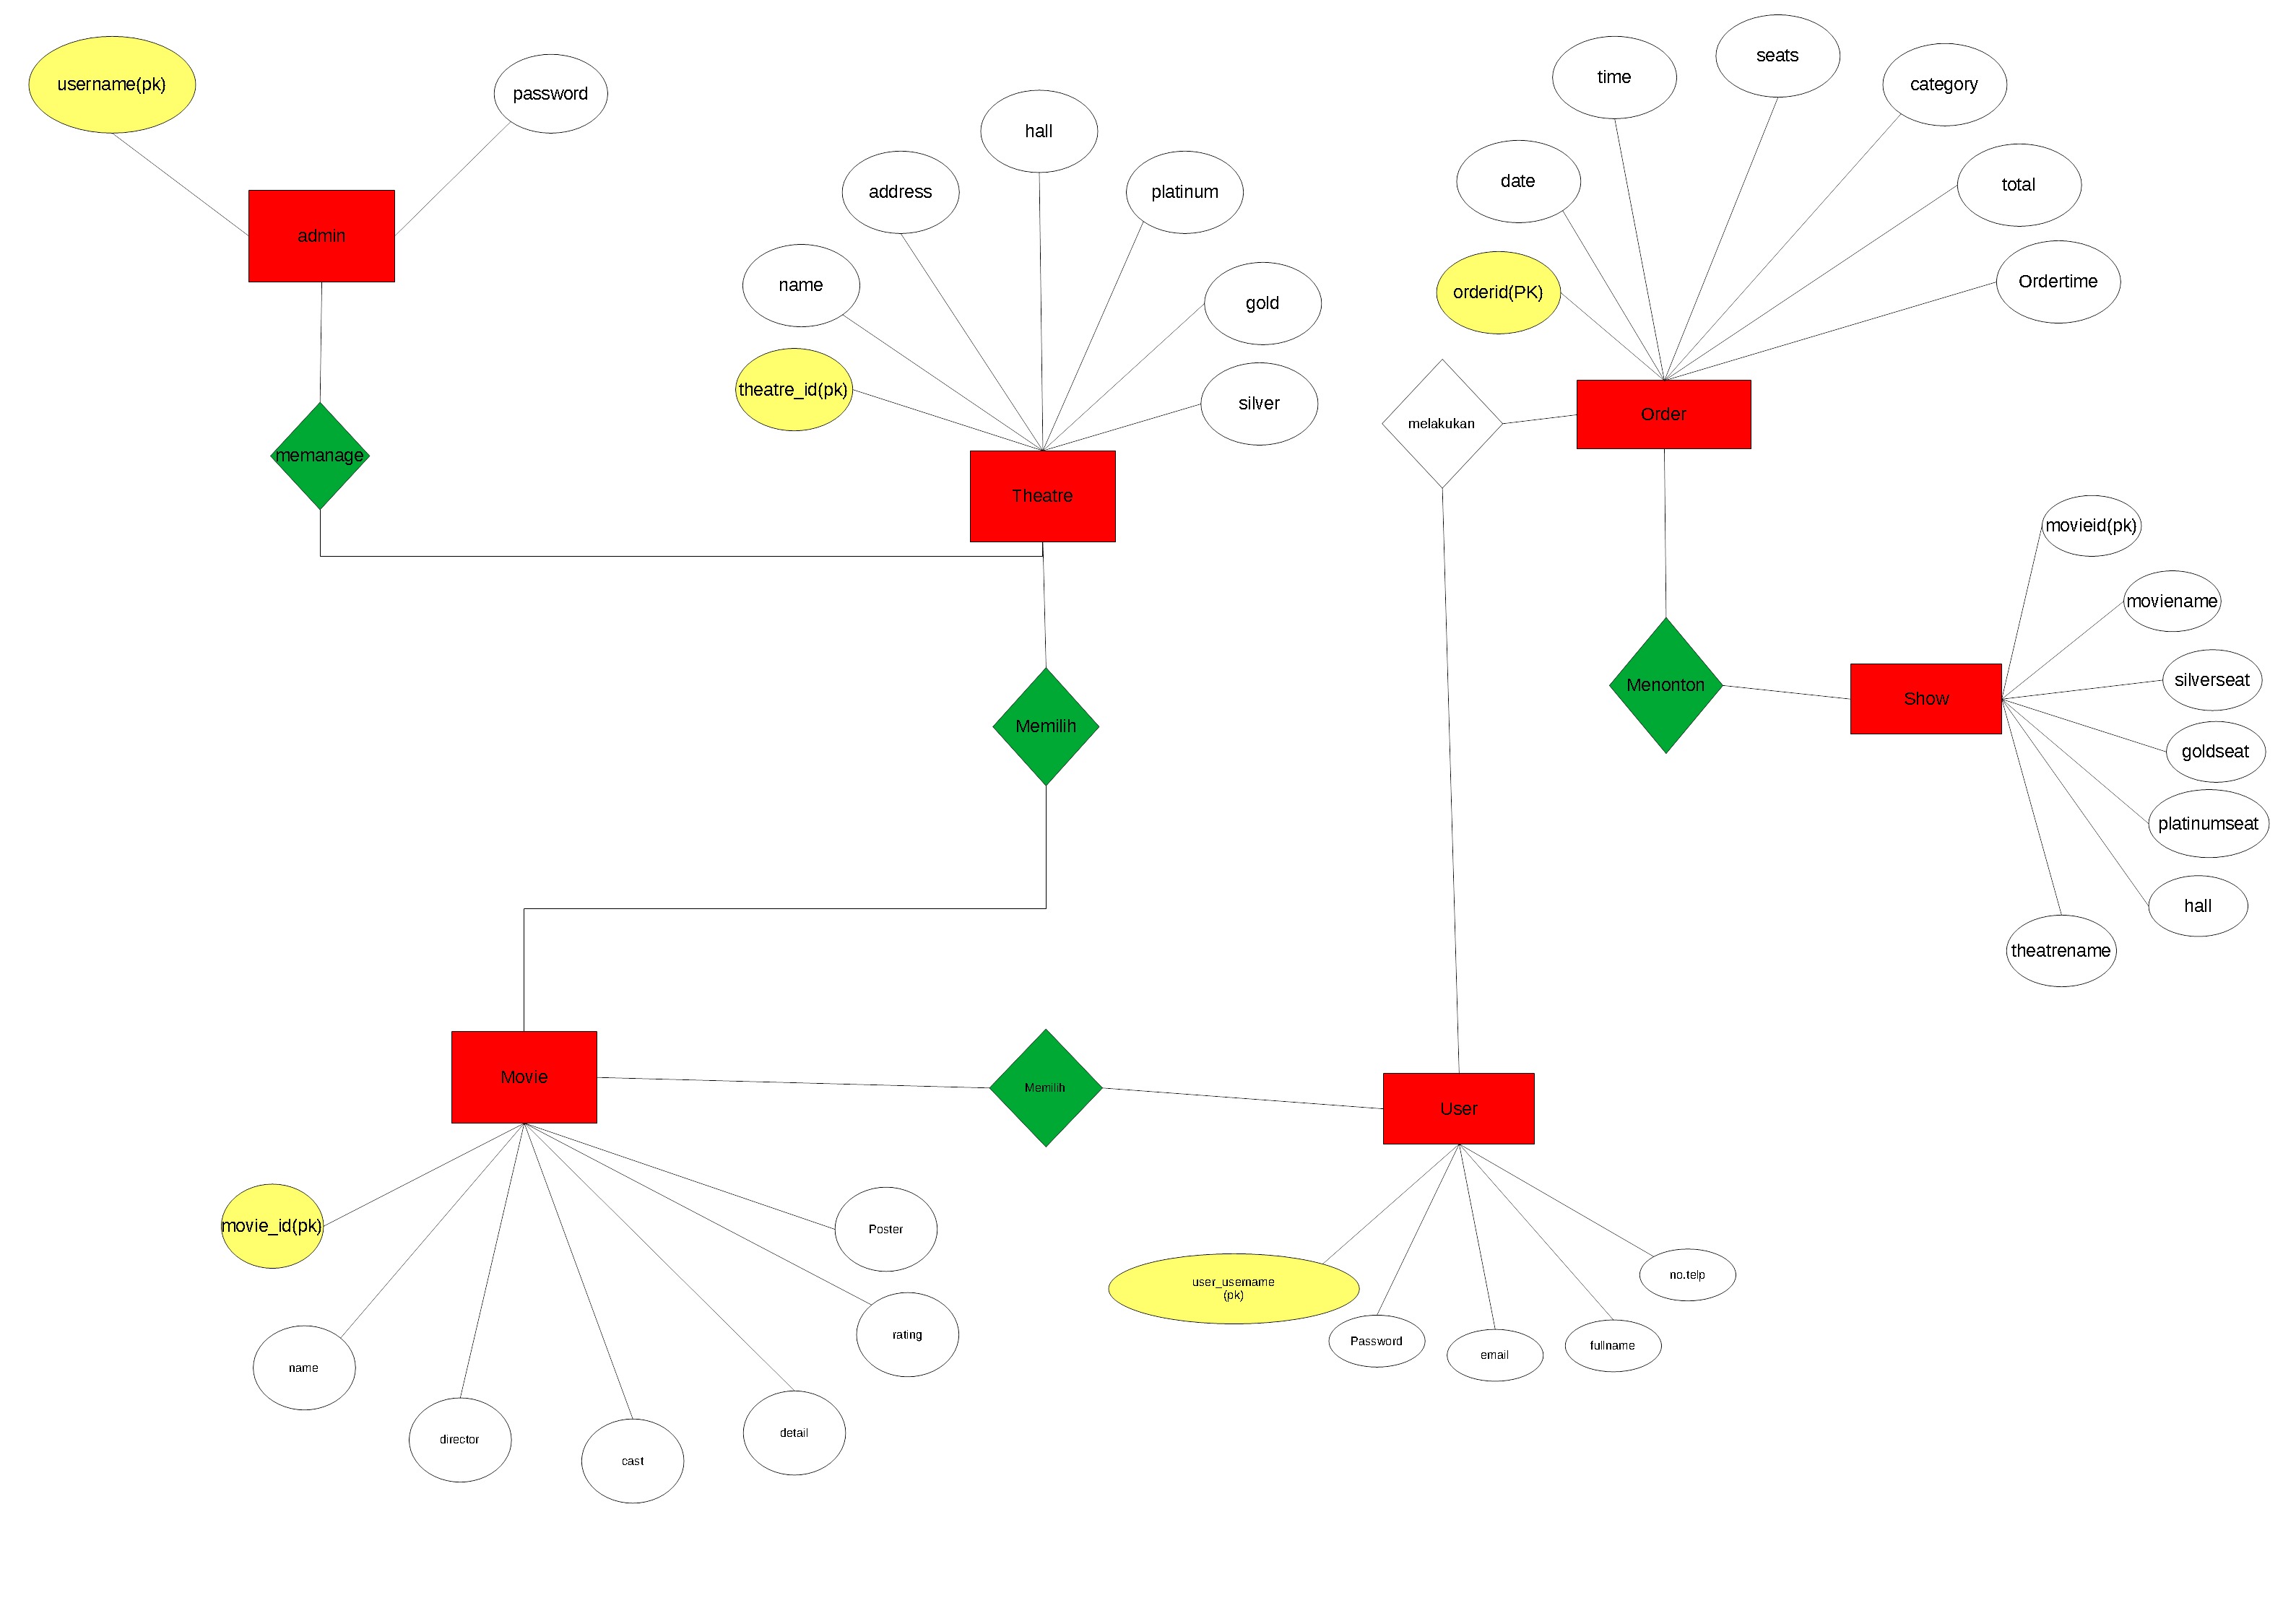 username(pk)
password
admin
memanage
hall
address
platinum
name
gold
theatre_id(pk)
silver
Theatre
Memilih
time
seats
category
date
total
orderid(PK)
Ordertime
melakukan
Order
Menonton
Show
movieid(pk)
moviename
silverseat
goldseat
platinumseat
hall
theatrename
Movie
Memilih
User
movie_id(pk)
name
director
cast
detail
rating
Poster
user_username
(pk)
Password
email
fullname
no.telp